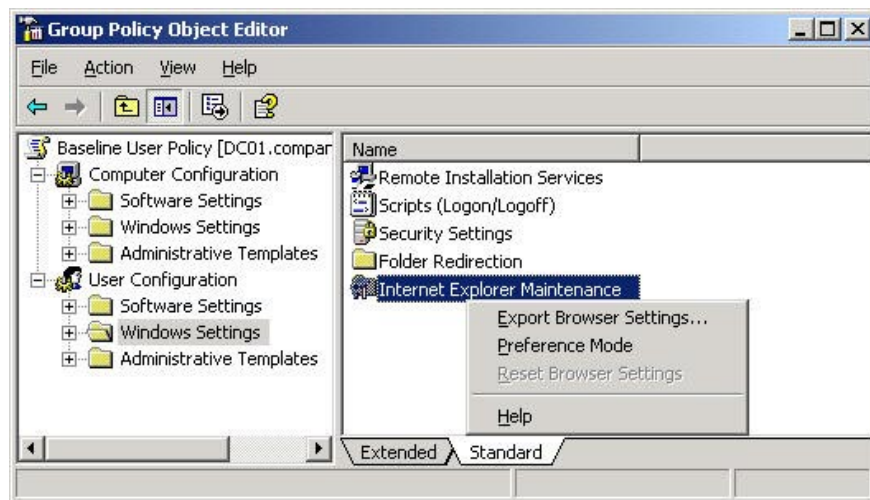 Group Policy Object Editor
File Action View Help
Baseline User Policy [DC01.compar
Computer Configuration
Software Settings
Windows Settings
Administrative Templates
User Configuration
Software Settings
Windows Settings
Administrative Templates
Name
Remote Installation Services
Scripts (Logon/Logoff)
Security Settings
Folder Redirection
Internet Explorer Maintenance
Export Browser Settings...
Preference Mode
Reset Browser Settings
Help
Extended Standard